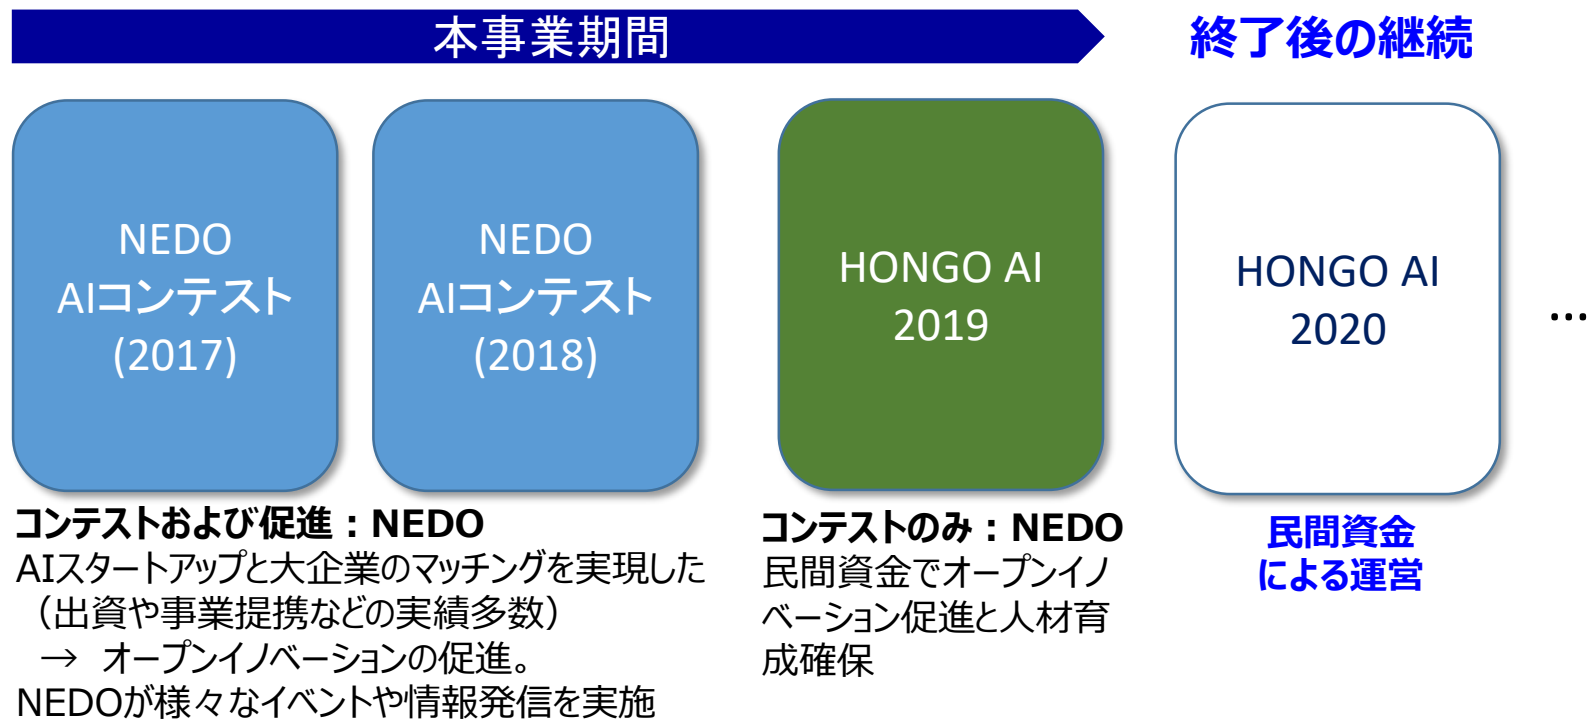 本事業期間
終了後の継続
NEDO
AIコンテスト
(2017)
NEDO
AIコンテスト
(2018)
HONGO AI
2019
HONGO AI
2020
…
コンテストおよび促進：NEDO
AIスタートアップと大企業のマッチングを実現した
（出資や事業提携などの実績多数）
→ オープンイノベーションの促進。
NEDOが様々なイベントや情報発信を実施
コンテストのみ：NEDO
民間資金でオープンイノ
ベーション促進と人材育
成確保
民間資金
による運営